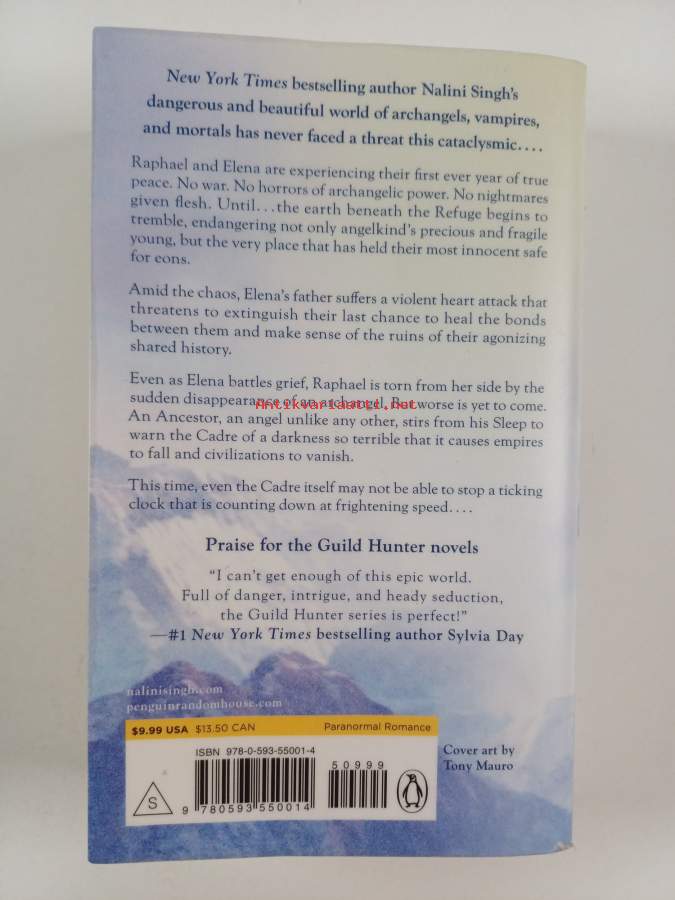 New York Times bestselling author Nalini Singh's
dangerous and beautiful world of archangels, vampires,
and mortals has never faced a threat this cataclysmic....
Raphael and Elena are experiencing their first ever year of true
peace. No war. No horrors of archangelic power. No nightmares
given flesh. Until...the earth beneath the Refuge begins to
tremble, endangering not only angelkind's precious and fragile
young, but the very place that has held their most innocent safe
for eons.
Amid the chaos, Elena's father suffers a violent heart attack that
threatens to extinguish their last chance to heal the bonds
between them and make sense of the ruins of their agonizing
shared history.
Even as Elena battles grief, Raphael is torn from her side by the
sudden disappearance of an archangel. But worse is yet to come.
Antikvariaatti.net
An Ancestor, an angel unlike any other, stirs from his Sleep to
warn the Cadre of a darkness so terrible that it causes empires
to fall and civilizations to vanish.
This time, even the Cadre itself may not be able to stop a ticking
clock that is counting down at frightening speed....
Praise for the Guild Hunter novels
"I can't get enough of this epic world.
Full of danger, intrigue, and heady seduction,
the Guild Hunter series is perfect!"
—#1 New York Times bestselling author Sylvia Day
nalinisingh.com
penguinrandomhouse.com
$9.99 USA $13.50 CAN Paranormal Romance
ISBN 978-0-593-55001-4
50999
S
9 780593 550014
Cover art by
Tony Mauro